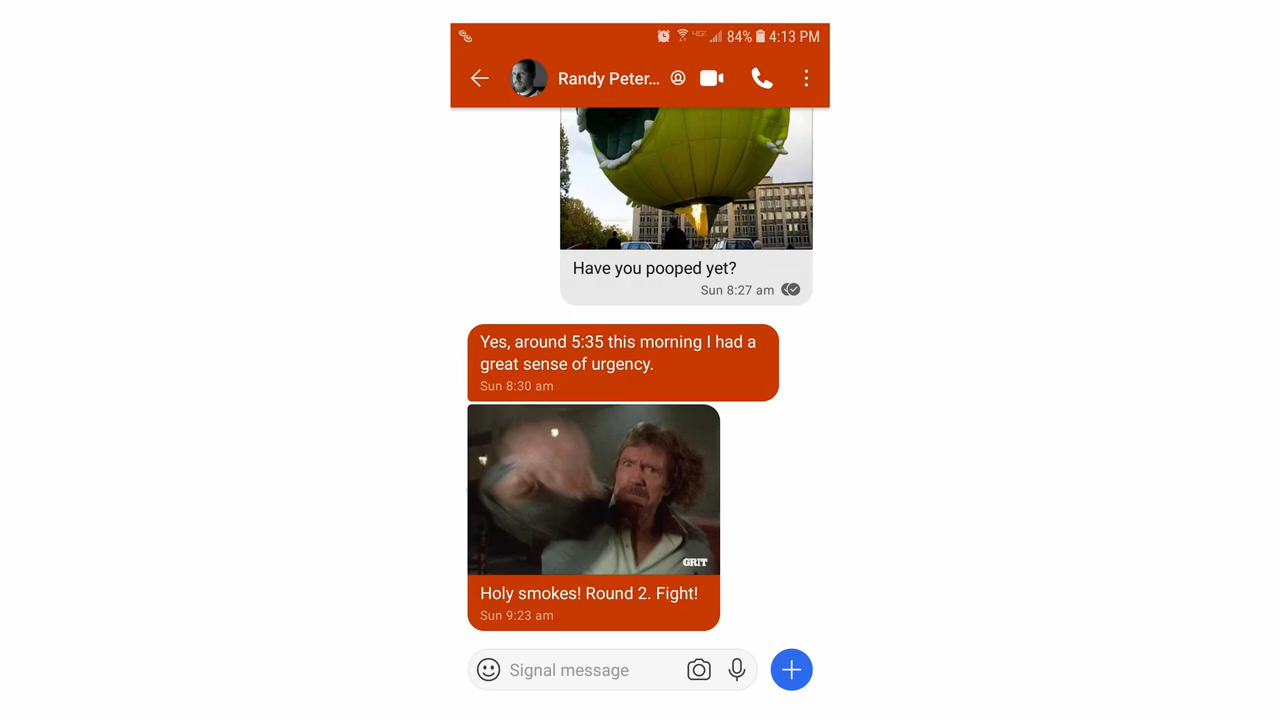 84% 4:13 PM
Randy Peter...
Have you pooped yet?
Sun 8:27 am
Yes, around 5:35 this morning I had a
great sense of urgency.
Sun 8:30 am
GRIT
Holy smokes! Round 2. Fight!
Sun 9:23 am
Signal message